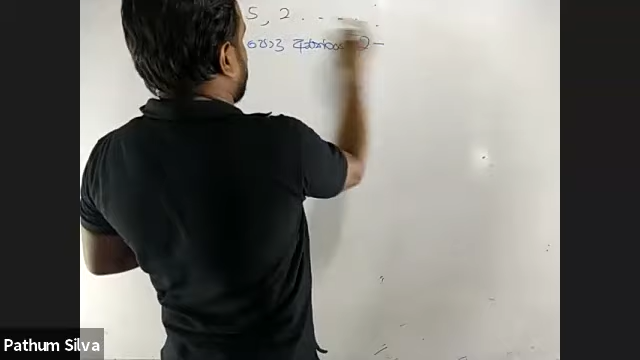 5, 2 . . - - . .
පොදු අන්තරය 2 -
Pathum Silva